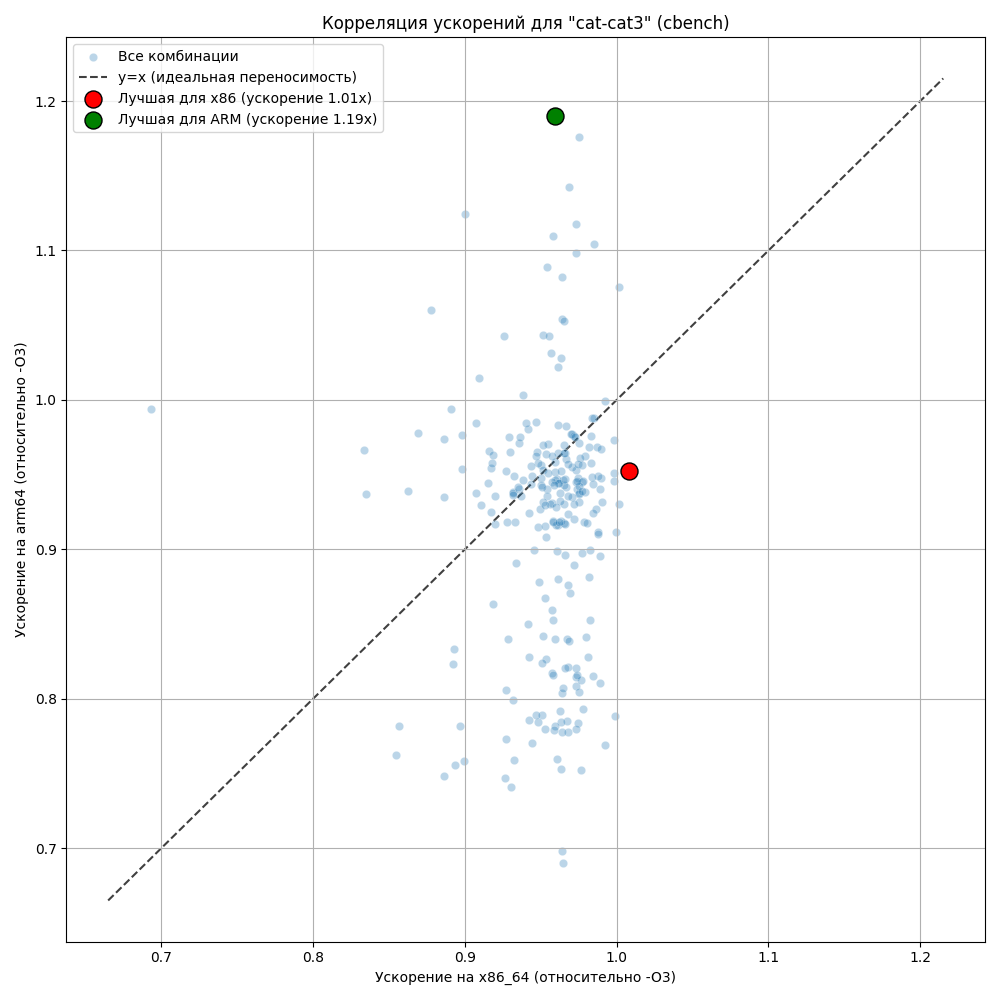 Корреляция ускорений для "cat-cat3" (cbench)
Все комбинации
y=x (идеальная переносимость)
Лучшая для x86 (ускорение 1.01x)
Лучшая для ARM (ускорение 1.19x)
Ускорение на arm64 (относительно -O3)
1.2
1.1
1.0
0.9
0.8
0.7
0.7
0.8
0.9
1.0
1.1
1.2
Ускорение на x86_64 (относительно -O3)